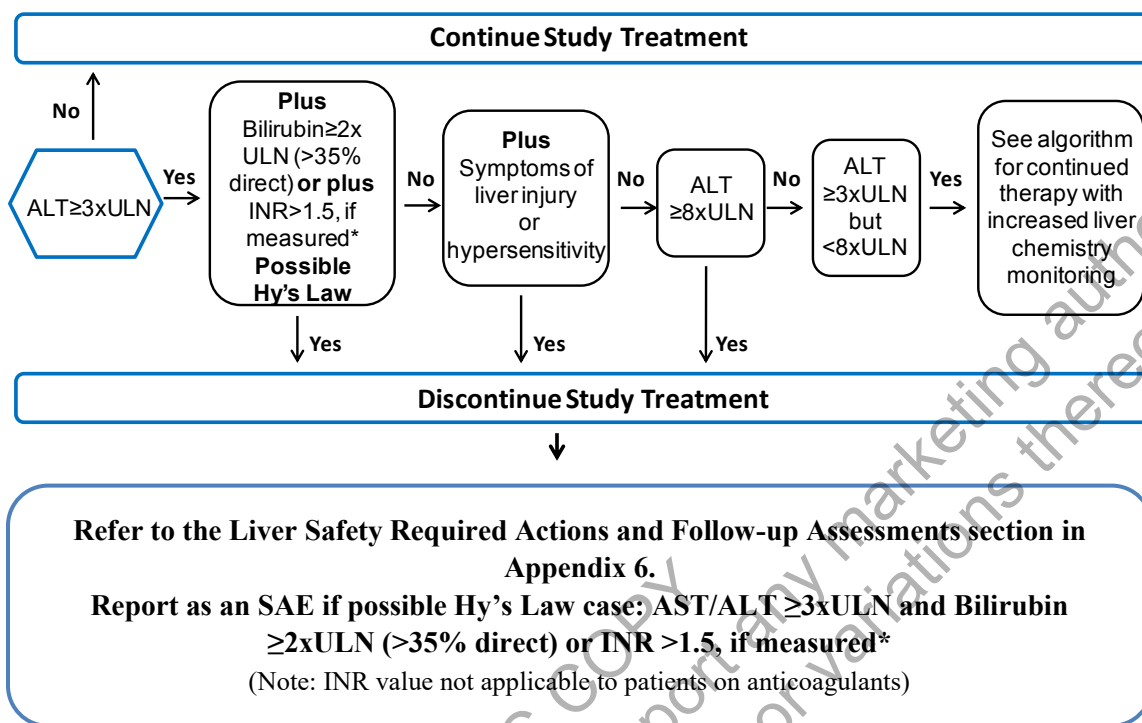 Continue Study Treatment
No
ALT≥3xULN
Yes
Plus
Bilirubin≥2x
ULN (>35%
direct) or plus
INR>1.5, if
measured*
Possible
Hy's Law
No
Plus
Symptoms of
liver injury
or
hypersensitivity
No
ALT
≥8xULN
No
ALT
≥3xULN
but
<8xULN
Yes
See algorithm
for continued
therapy with
increased liver
chemistry
monitoring
Yes
Yes
Yes
Discontinue Study Treatment
Refer to the Liver Safety Required Actions and Follow-up Assessments section in
Appendix 6.
Report as an SAE if possible Hy's Law case: AST/ALT ≥3xULN and Bilirubin
≥2xULN (>35% direct) or INR >1.5, if measured*
(Note: INR value not applicable to patients on anticoagulants)
COPY
any marketing
or variations